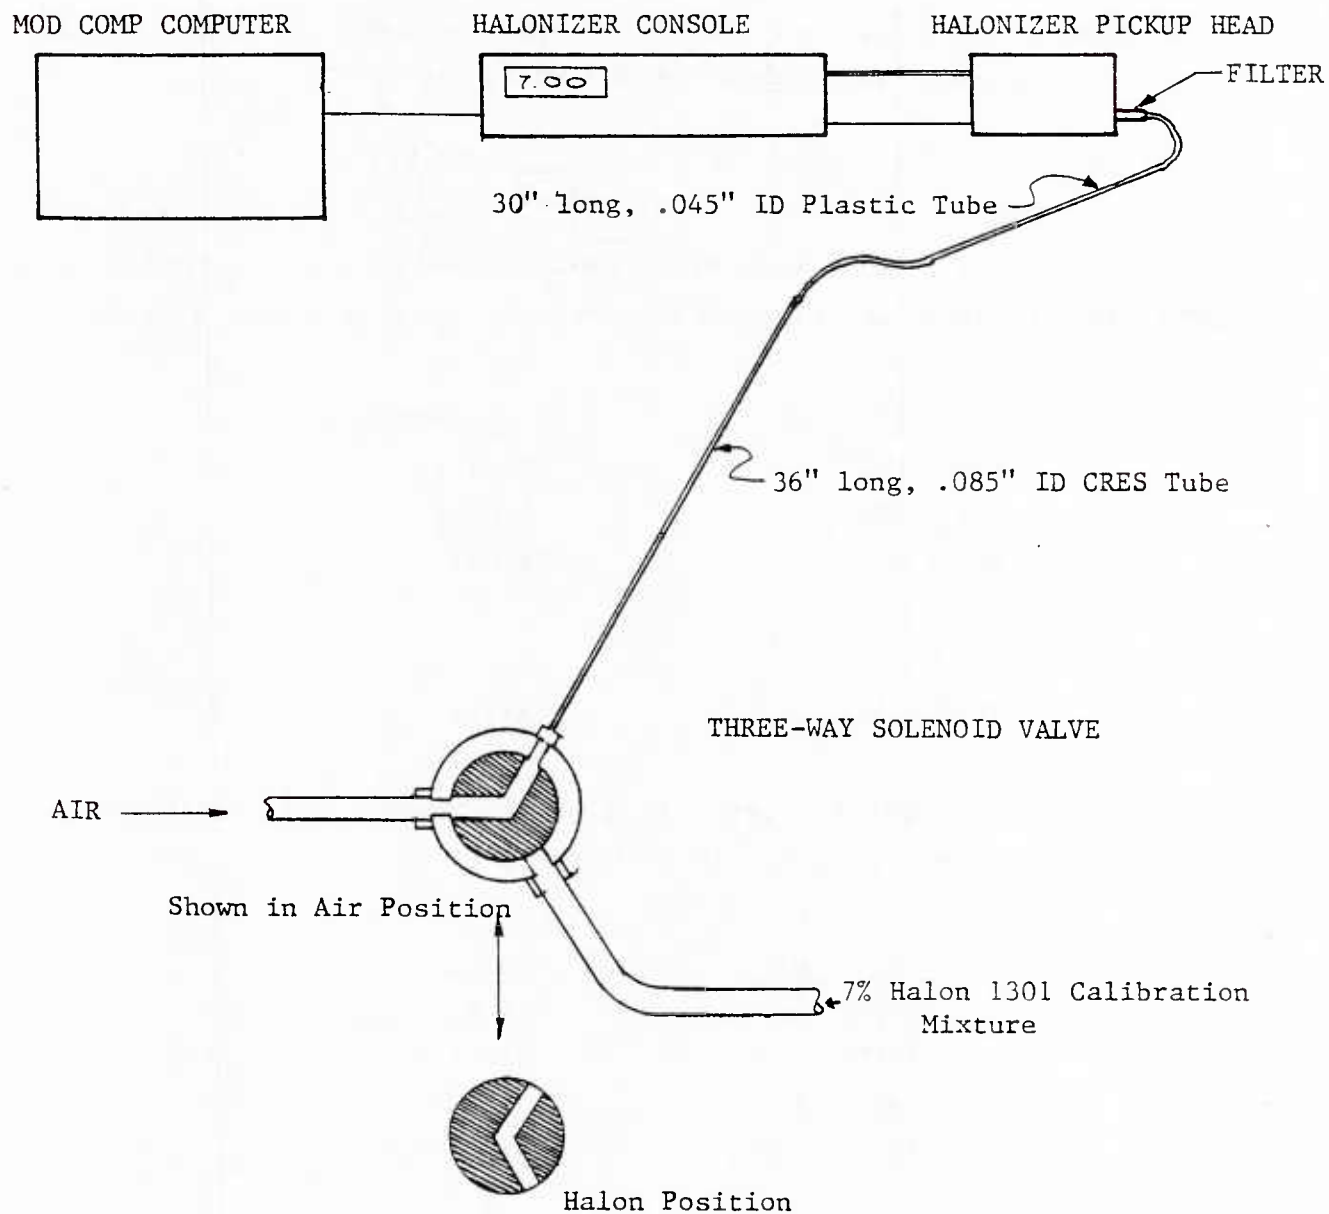 MOD COMP COMPUTER
HALONIZER CONSOLE
HALONIZER PICKUP HEAD
7.00
FILTER
30" long, .045" ID Plastic Tube
36" long, .085" ID CRES Tube
THREE-WAY SOLENOID VALVE
AIR
Shown in Air Position
7% Halon 1301 Calibration
Mixture
Halon Position